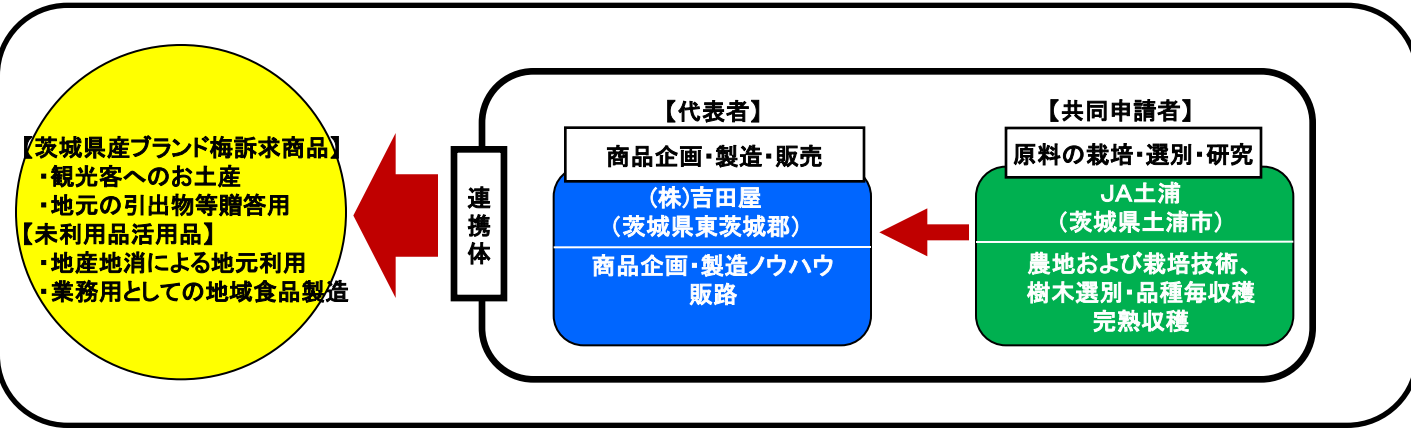 【茨城県産ブランド梅訴求商品】
・観光客へのお土産
・地元の引出物等贈答用
【未利用品活用品】
・地産地消による地元利用
・業務用としての地域食品製造
連携体
【代表者】
商品企画・製造・販売
(株)吉田屋
(茨城県東茨城郡)
商品企画・製造ノウハウ
販路
【共同申請者】
原料の栽培・選別・研究
JA土浦
(茨城県土浦市)
農地および栽培技術、
樹木選別・品種毎収穫
完熟収穫